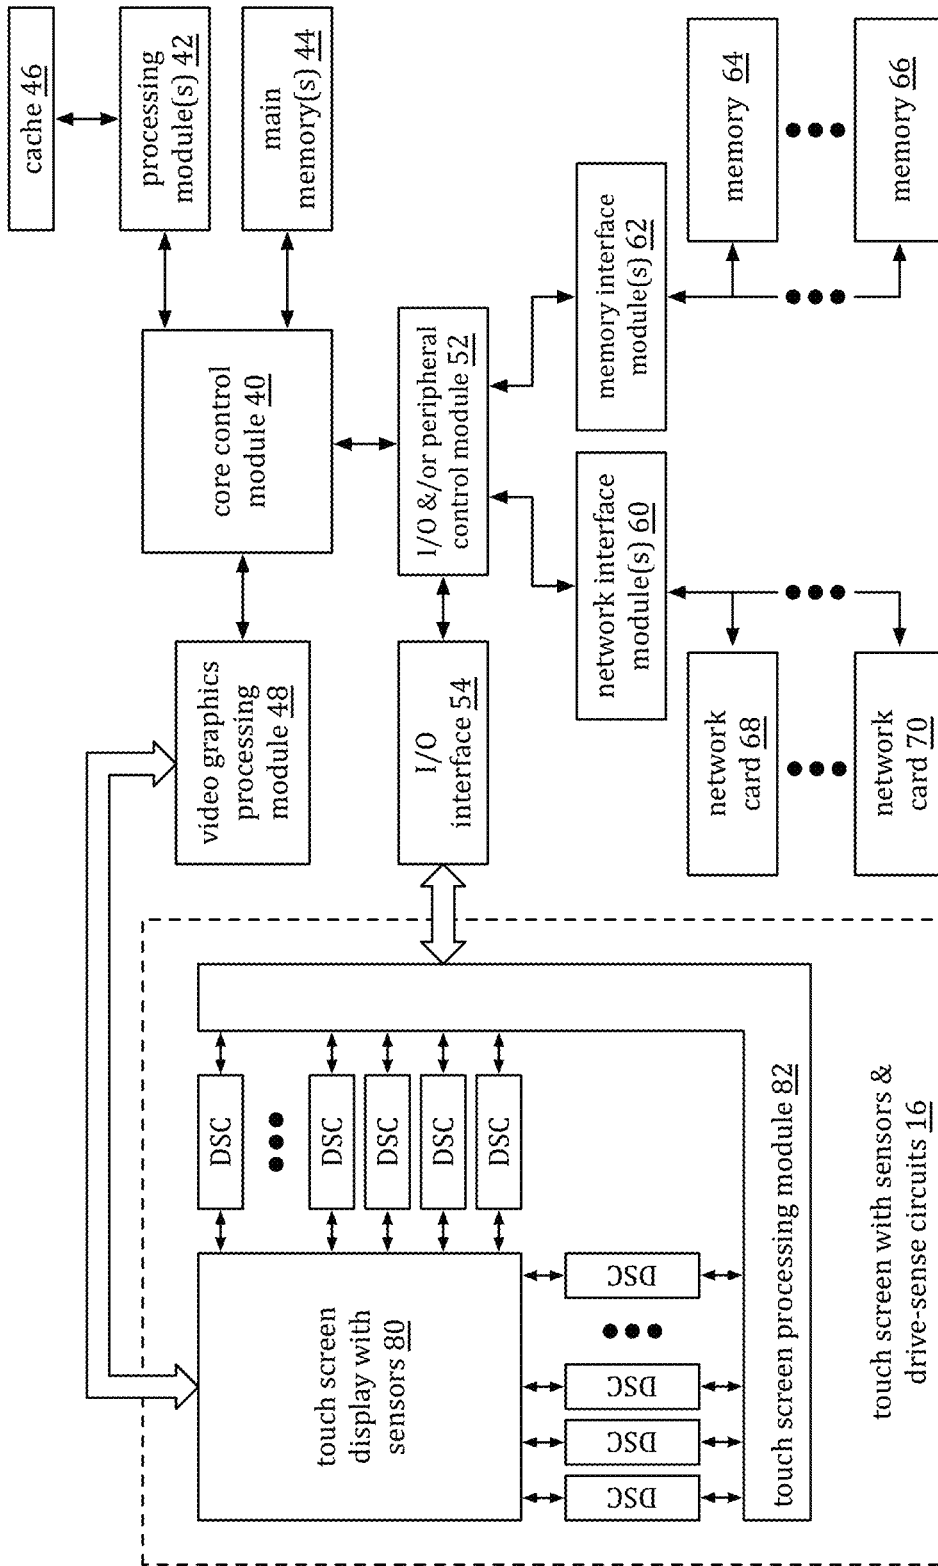 cache 46
processing
module(s) 42
main
memory(s) 44
core control
module 40
video graphics
processing
module 48
I/O &/or peripheral
control module 52
I/O
interface 54
memory interface
module(s) 62
network interface
module(s) 60
memory 64
memory 66
network
card 68
network
card 70
touch screen
display with
sensors 80
DSC
DSC
DSC
DSC
DSC
DSC
DSC
DSC
DSC
touch screen processing module 82
touch screen with sensors &
drive-sense circuits 16